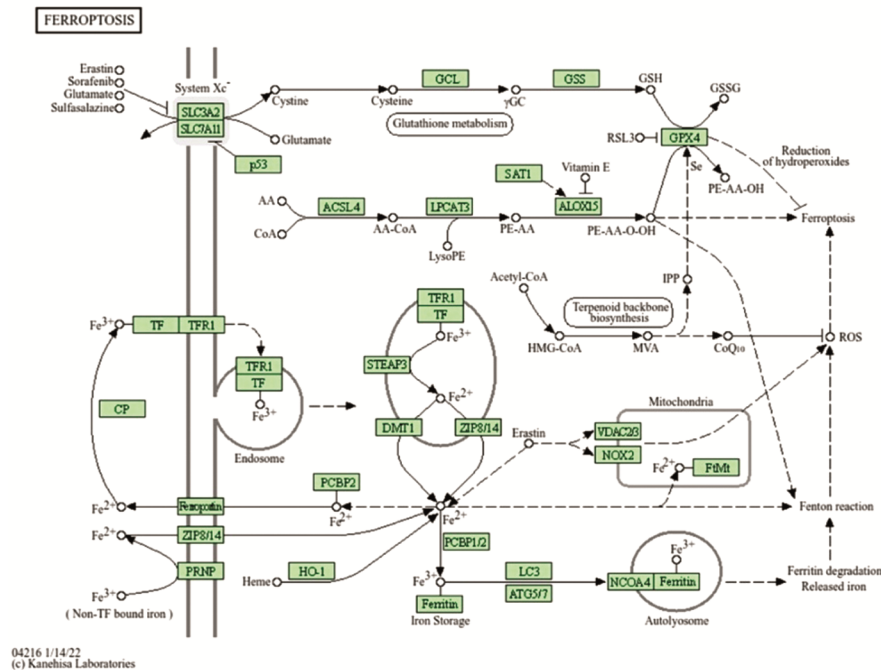 FERROPTOSIS
Erastin
Sorafenib
Glutamate
Sulfasalazine
System Xc-
SLC3A2
SLC7A11
p53
Cystine
Glutamate
Cysteine
GCL
γGC
GSS
GSH
GSSG
Glutathione metabolism
RSL3
GPX4
Se
Reduction
of hydroperoxides
PE-AA-OH
AA
CoA
ACSL4
AA-CoA
LPCAT3
LysoPE
PE-AA
SAT1
Vitamin E
ALOX15
PE-AA-O-OH
Ferroptosis
Acetyl-CoA
Terpenoid backbone
biosynthesis
IPP
HMG-CoA
MVA
CoQ10
ROS
Fe3+
TF
TFR1
TFR1
TF
Fe3+
Endosome
CP
TFR1
TF
Fe3+
STEAP3
Fe2+
DMT1
ZIP8/14
Erastin
Mitochondria
VDAC2/3
NOX2
Fe2+
FtMt
Fe2+
Ferroportin
PCBP2
Fe2+
Fe2+
Fenton reaction
Fe2+
ZIP8/14
PRNP
Fe3+
( Non-TF bound iron )
Heme
HO-1
PCBP1/2
Fe3+
Ferritin
Iron Storage
LC3
ATG5/7
Fe3+
NCOA4
Ferritin
Autolyosome
Ferritin degradation
Released iron
04216 1/14/22
(c) Kanehisa Laboratories